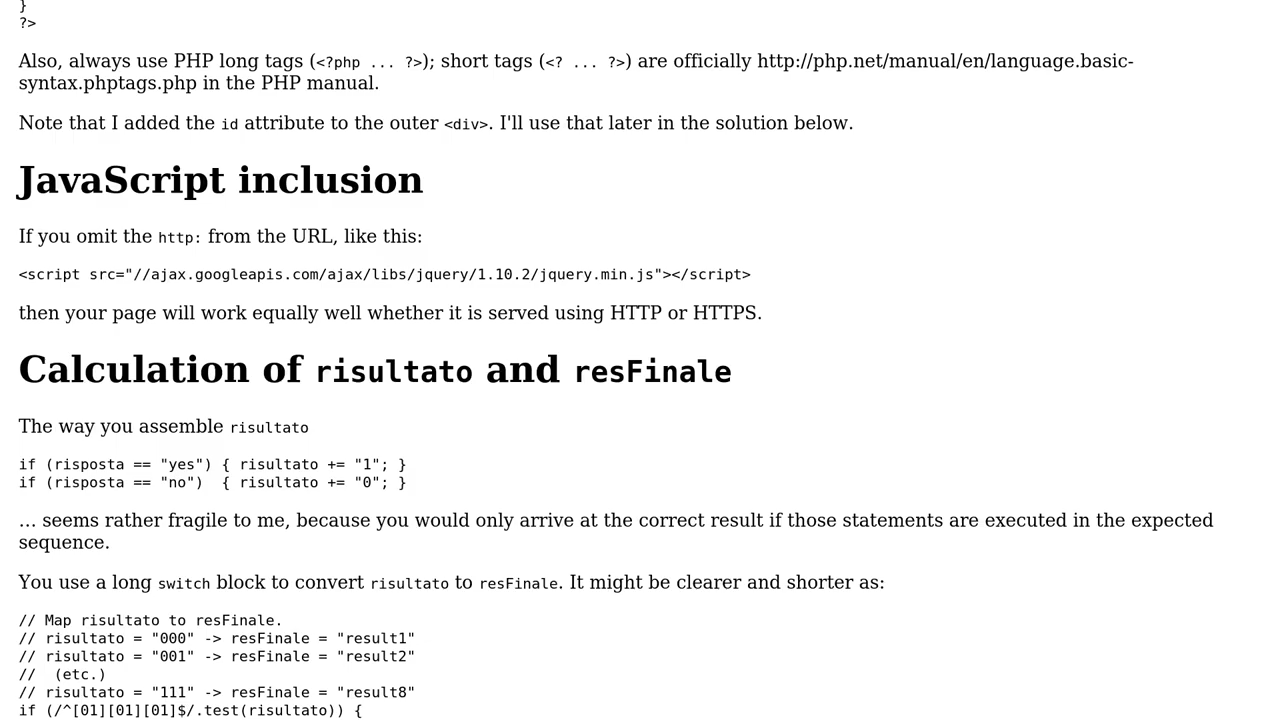 }
?>
Also, always use PHP long tags (<?php ... ?>); short tags (<? ... ?>) are officially http://php.net/manual/en/language.basic-
syntax.phptags.php in the PHP manual.
Note that I added the id attribute to the outer <div>. I'll use that later in the solution below.
JavaScript inclusion
If you omit the http: from the URL, like this:
<script src="//ajax.googleapis.com/ajax/libs/jquery/1.10.2/jquery.min.js"></script>
then your page will work equally well whether it is served using HTTP or HTTPS.
Calculation of risultato and resFinale
The way you assemble risultato
if (risposta == "yes") { risultato += "1"; }
if (risposta == "no")  { risultato += "0"; }
… seems rather fragile to me, because you would only arrive at the correct result if those statements are executed in the expected
sequence.
You use a long switch block to convert risultato to resFinale. It might be clearer and shorter as:
// Map risultato to resFinale.
// risultato = "000" -> resFinale = "result1"
// risultato = "001" -> resFinale = "result2"
//  (etc.)
// risultato = "111" -> resFinale = "result8"
if (/^[01][01][01]$/.test(risultato)) {